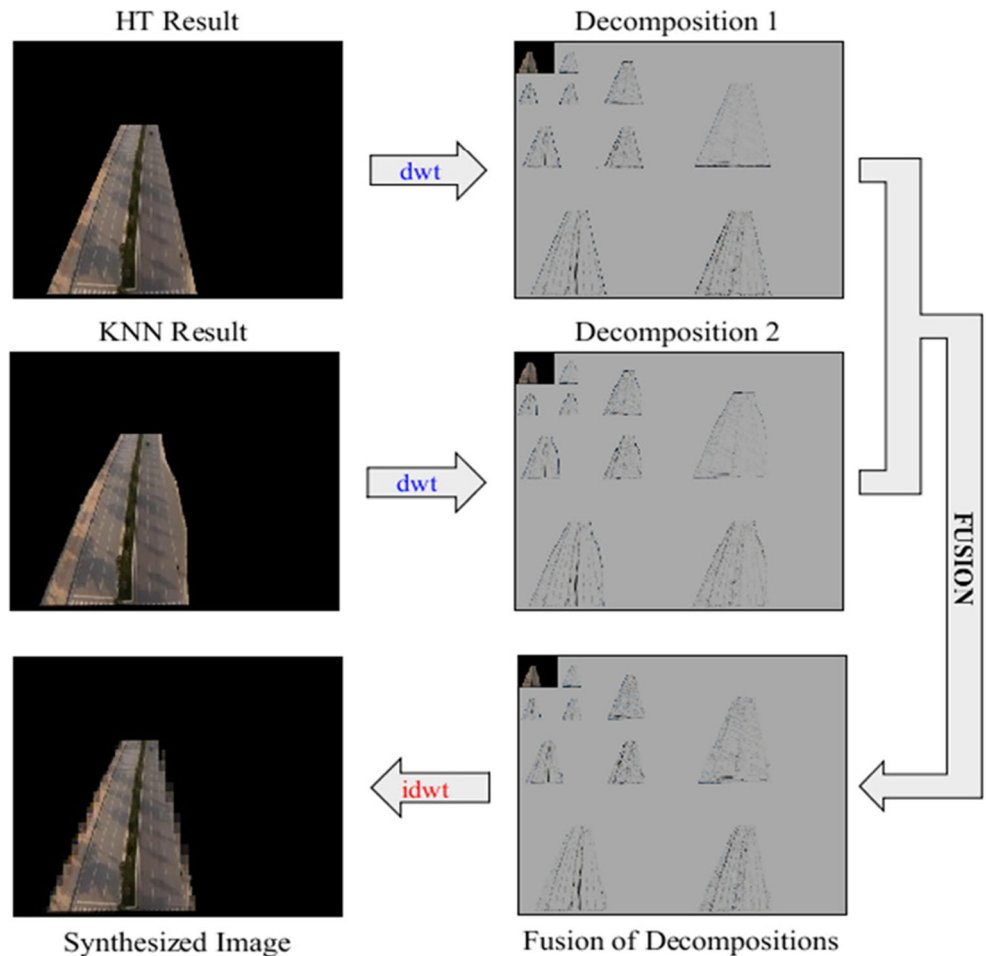 HT Result
Decomposition 1
dwt
KNN Result
Decomposition 2
dwt
FUSION
idwt
Synthesized Image
Fusion of Decompositions